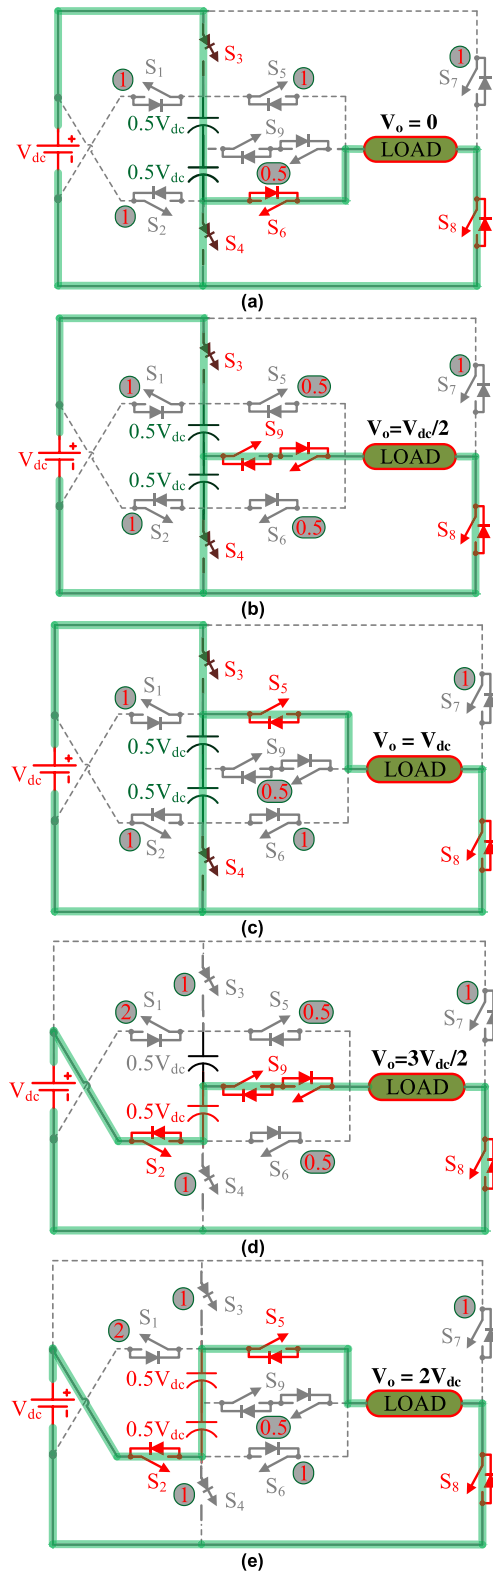 1 S1 S3 1 S5 1 S7
0.5Vdc S9 Vo = 0
Vdc LOAD
0.5Vdc 0.5
1 S2 S4 S6 S8
(a)
1 S1 S3 S5 0.5 1 S7
0.5Vdc S9 Vo=Vdc/2
Vdc LOAD
0.5Vdc
1 S2 S4 S6 0.5 S8
(b)
1 S1 S3 S5 1 S7
0.5Vdc S9 Vo = Vdc
Vdc LOAD
0.5Vdc 0.5
1 S2 S4 S6 1 S8
(c)
2 S1 1 S3 S5 0.5 1 S7
0.5Vdc S9 Vo=3Vdc/2
Vdc LOAD
0.5Vdc
S2 1 S4 S6 0.5 S8
(d)
2 S1 1 S3 S5 1 S7
0.5Vdc S9 Vo = 2Vdc
Vdc LOAD
0.5Vdc 0.5
S2 1 S4 S6 1 S8
(e)